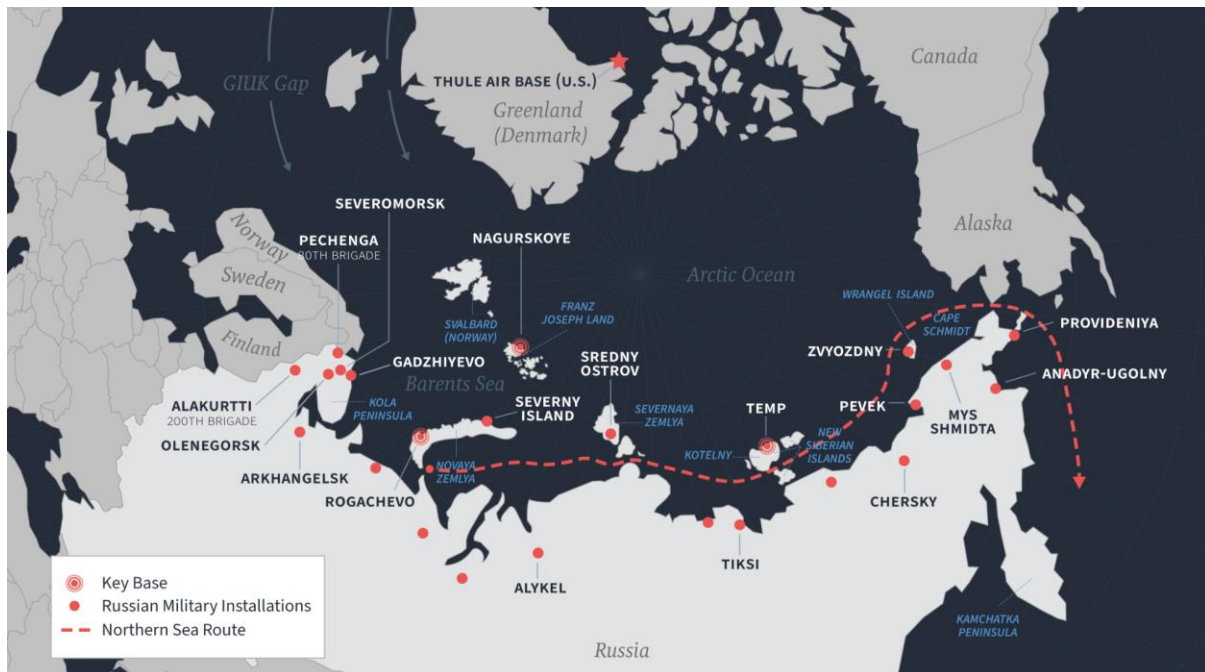 Canada
GIUK Gap
THULE AIR BASE (U.S.)
Greenland
(Denmark)
SEVEROMORSK
Norway
PECHENGA
80TH BRIGADE
NAGURSKOYE
Alaska
Sweden
Arctic Ocean
WRANGEL ISLAND
FRANZ
JOSEPH LAND
SVALBARD
(NORWAY)
CAPE
SCHMIDT
PROVIDENIYA
Finland
ZVYOZDNY
GADZHIYEVO
SREDNY
OSTROV
ANADYR-UGOLNY
Barents Sea
ALAKURTTI
200TH BRIGADE
KOLA
PENINSULA
SEVERNY
ISLAND
SEVERNAYA
ZEMLYA
TEMP
PEVEK
MYS
SHMIDTA
OLENEGORSK
NEW
SIBERIAN
ISLANDS
KOTELNY
ARKHANGELSK
NOVAYA
ZEMLYA
ROGACHEVO
CHERSKY
TIKSI
ALYKEL
Key Base
Russian Military Installations
Northern Sea Route
KAMCHATKA
PENINSULA
Russia